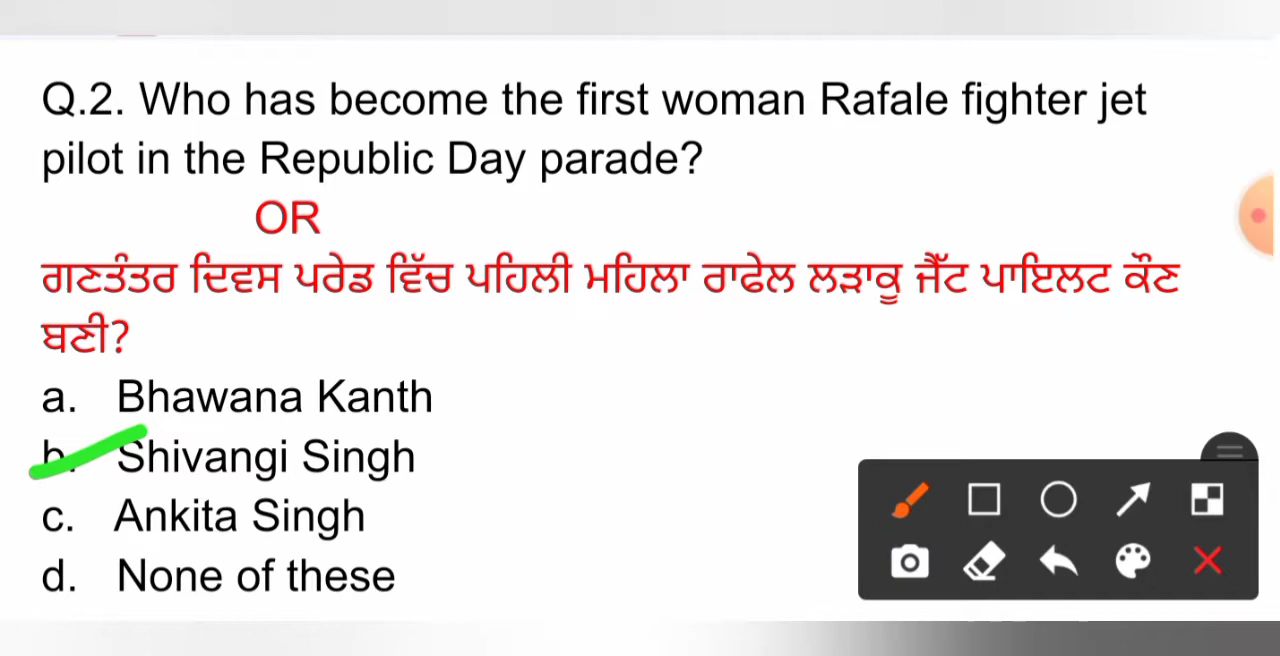 Q.2. Who has become the first woman Rafale fighter jet
pilot in the Republic Day parade?
OR
ਗਣਤੰਤਰ ਦਿਵਸ ਪਰੇਡ ਵਿੱਚ ਪਹਿਲੀ ਮਹਿਲਾ ਰਾਫੇਲ ਲੜਾਕੂ ਜੈੱਟ ਪਾਇਲਟ ਕੌਣ
ਬਣੀ?
a. Bhawana Kanth
b. Shivangi Singh
c. Ankita Singh
d. None of these